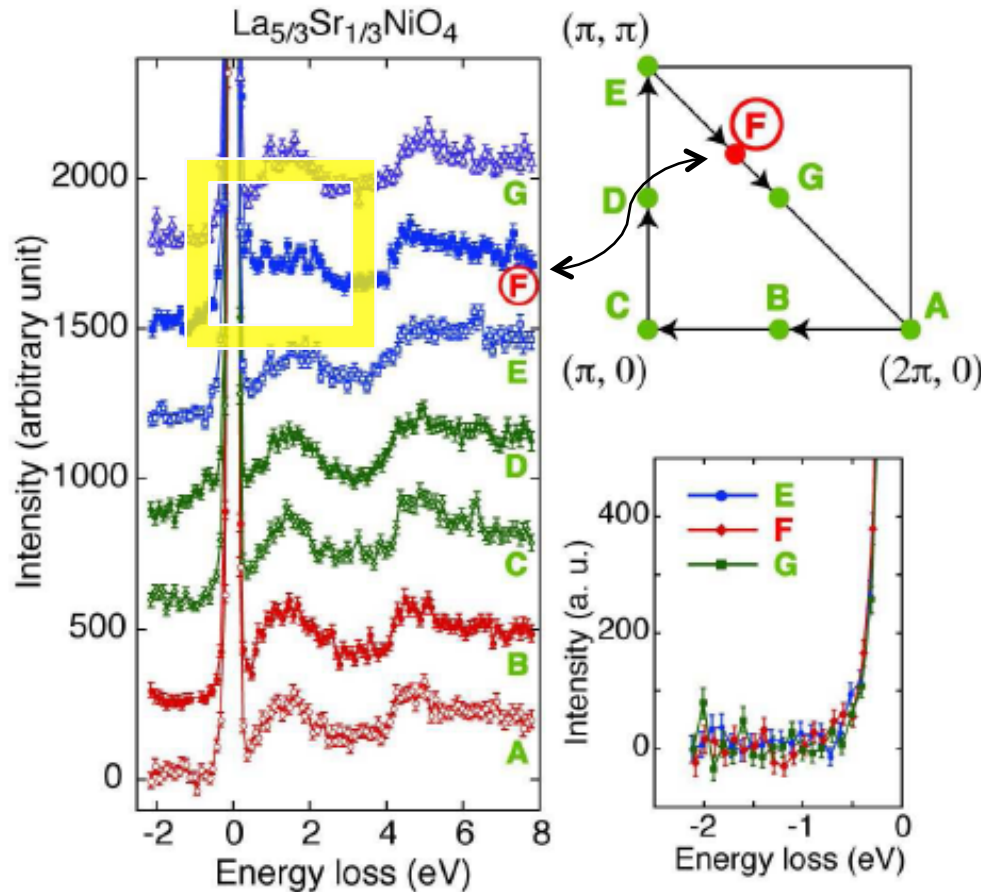 La5/3Sr1/3NiO4
Intensity (arbitrary unit)
2000
1500
1000
500
0
-2
0
2
4
6
8
Energy loss (eV)
G
F
E
D
C
B
A
(π, π)
E
F
G
D
C
B
A
(π, 0)
(2π, 0)
Intensity (a. u.)
400
200
0
E
F
G
-2
-1
0
Energy loss (eV)